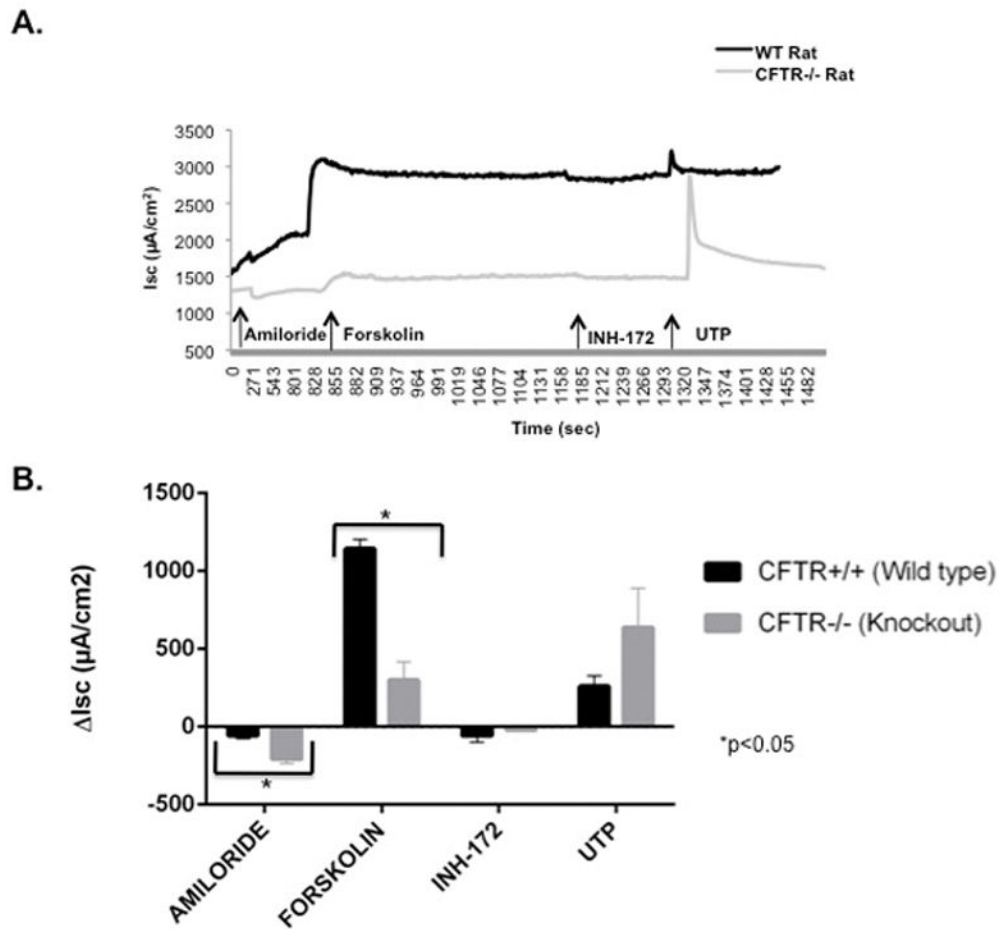 A.
WT Rat
CFTR-/- Rat
3500
3000
2500
2000
1500
1000
500
Isc (µA/cm²)
Amiloride Forskolin INH-172 UTP
0 271 543 801 828 855 882 909 937 964 991 1019 1046 1077 1104 1131 1158 1185 1212 1239 1266 1293 1320 1347 1374 1401 1428 1455 1482
Time (sec)
B.
1500
1000
500
0
-500
ΔIsc (µA/cm2)
*
*
CFTR+/+ (Wild type)
CFTR-/- (Knockout)
*p<0.05
AMILORIDE FORSKOLIN INH-172 UTP